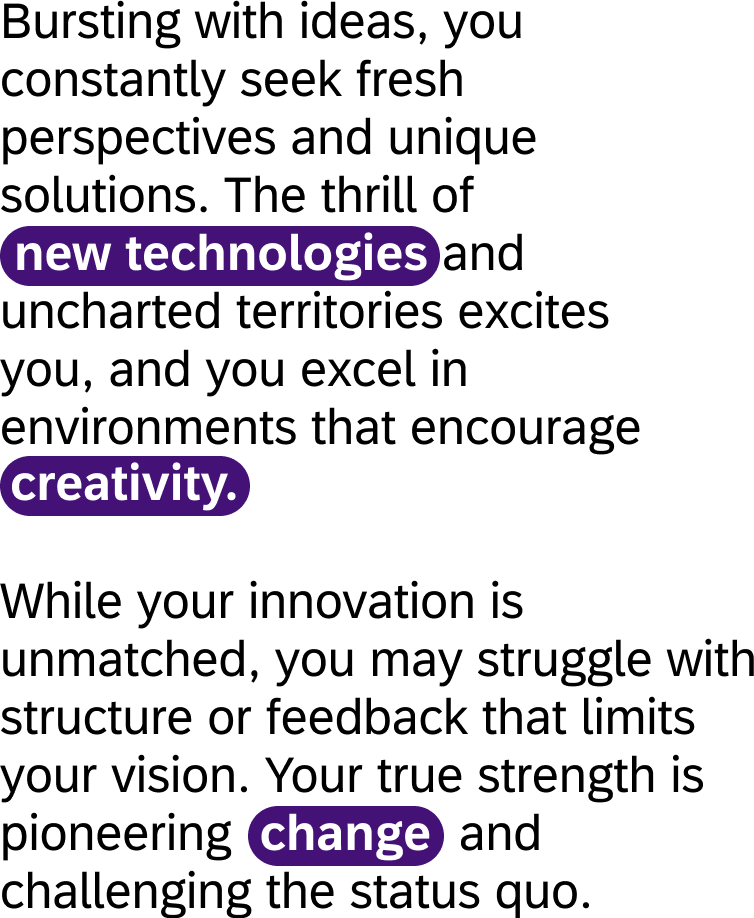 Bursting with ideas, you
constantly seek fresh
perspectives and unique
solutions. The thrill of
new technologies and
uncharted territories excites
you, and you excel in
environments that encourage
creativity.
While your innovation is
unmatched, you may struggle with
structure or feedback that limits
your vision. Your true strength is
pioneering change and
challenging the status quo.